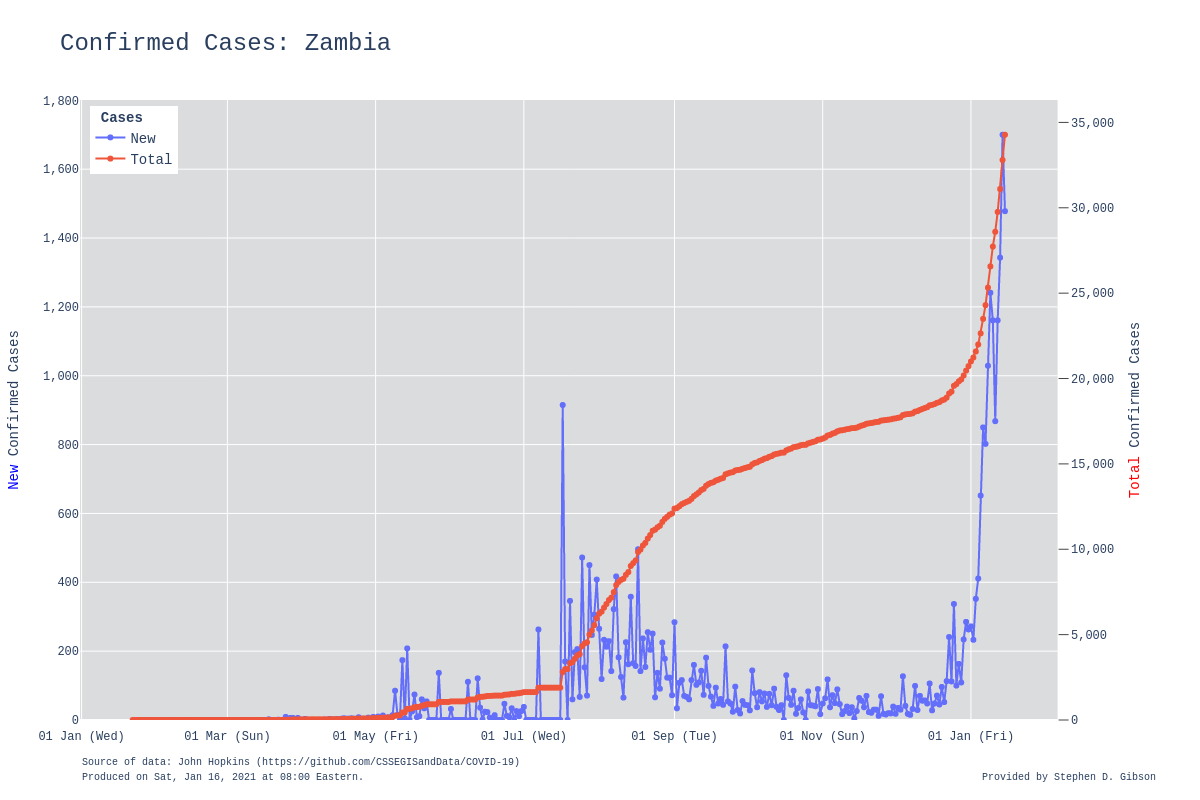 Confirmed Cases: Zambia
Cases
New
Total
1,800
1,600
1,400
1,200
1,000
800
600
400
200
0
New Confirmed Cases
35,000
30,000
25,000
20,000
15,000
10,000
5,000
0
Total Confirmed Cases
01 Jan (Wed)
01 Mar (Sun)
01 May (Fri)
01 Jul (Wed)
01 Sep (Tue)
01 Nov (Sun)
01 Jan (Fri)
Source of data: John Hopkins (https://github.com/CSSEGISandData/COVID-19)
Produced on Sat, Jan 16, 2021 at 08:00 Eastern.
Provided by Stephen D. Gibson